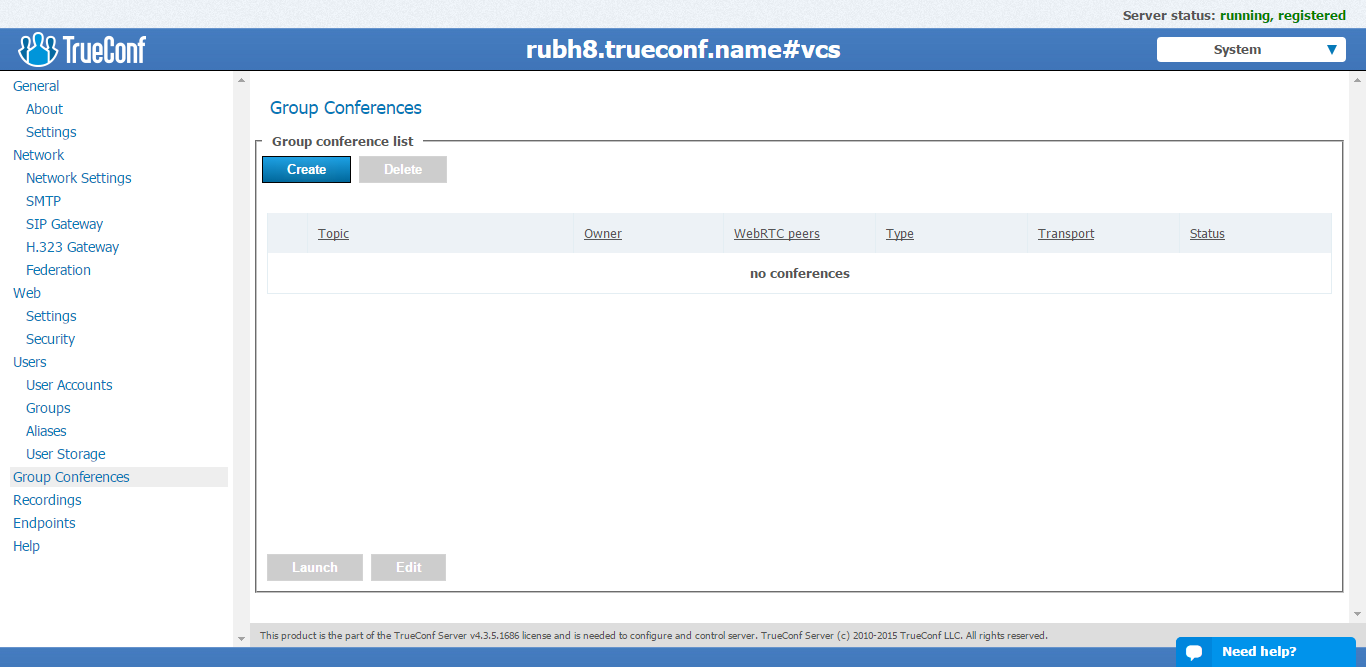 Server status: running, registered
TrueConf
rubh8.trueconf.name#vcs
System
General
About
Settings
Network
Network Settings
SMTP
SIP Gateway
H.323 Gateway
Federation
Web
Settings
Security
Users
User Accounts
Groups
Aliases
User Storage
Group Conferences
Recordings
Endpoints
Help
Group Conferences
Group conference list
Create Delete
Topic Owner WebRTC peers Type Transport Status
no conferences
Launch Edit
This product is the part of the TrueConf Server v4.3.5.1686 license and is needed to configure and control server. TrueConf Server (c) 2010-2015 TrueConf LLC. All rights reserved.
Need help?